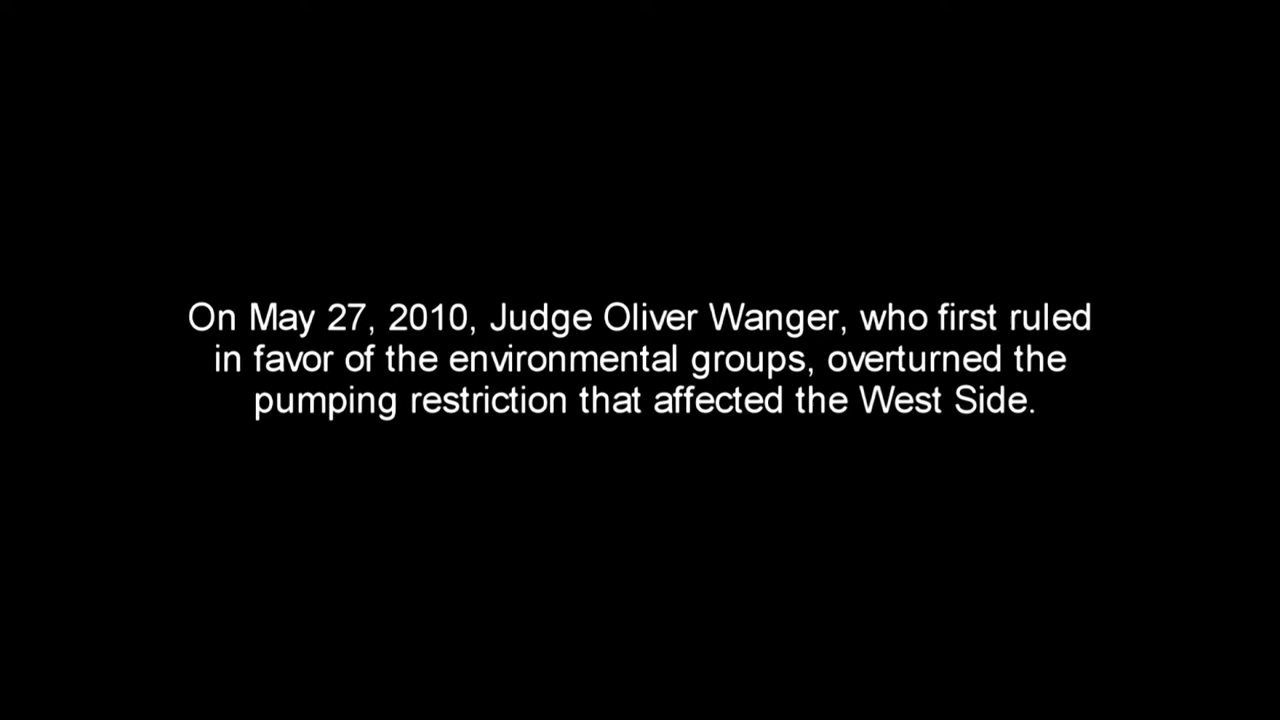 On May 27, 2010, Judge Oliver Wanger, who first ruled
in favor of the environmental groups, overturned the
pumping restriction that affected the West Side.